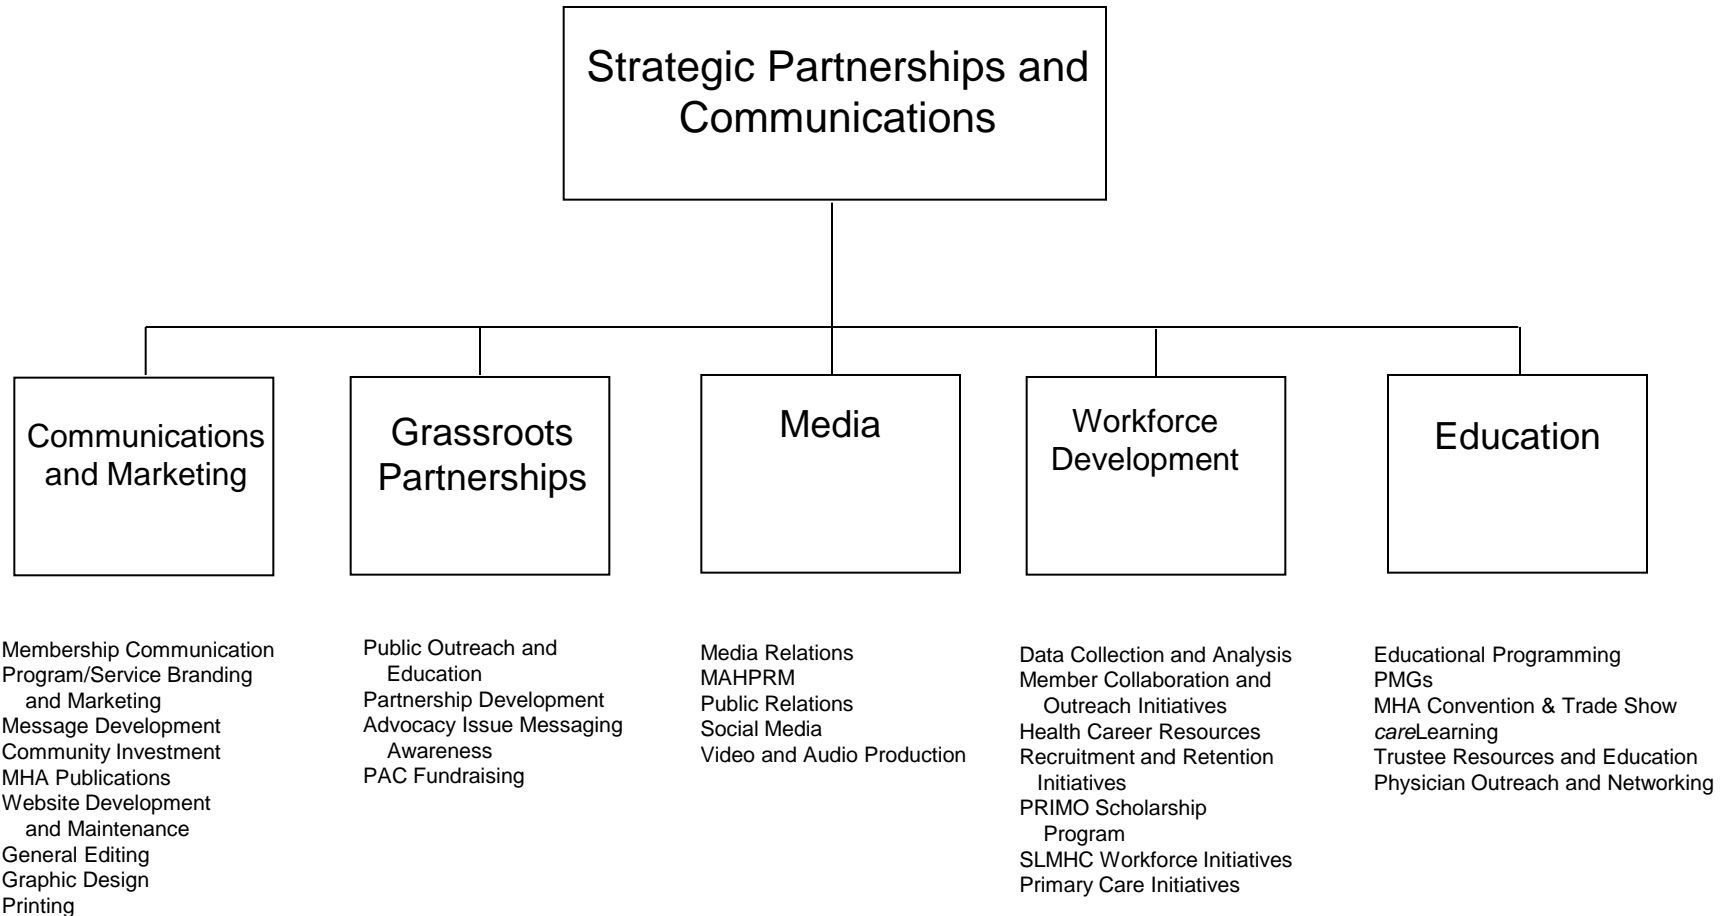 Strategic Partnerships and
Communications
Communications
and Marketing
Grassroots
Partnerships
Media
Workforce
Development
Education
Membership Communication
Program/Service Branding
and Marketing
Message Development
Community Investment
MHA Publications
Website Development
and Maintenance
General Editing
Graphic Design
Printing
Public Outreach and
Education
Partnership Development
Advocacy Issue Messaging
Awareness
PAC Fundraising
Media Relations
MAHPRM
Public Relations
Social Media
Video and Audio Production
Data Collection and Analysis
Member Collaboration and
Outreach Initiatives
Health Career Resources
Recruitment and Retention
Initiatives
PRIMO Scholarship
Program
SLMHC Workforce Initiatives
Primary Care Initiatives
Educational Programming
PMGs
MHA Convention & Trade Show
careLearning
Trustee Resources and Education
Physician Outreach and Networking